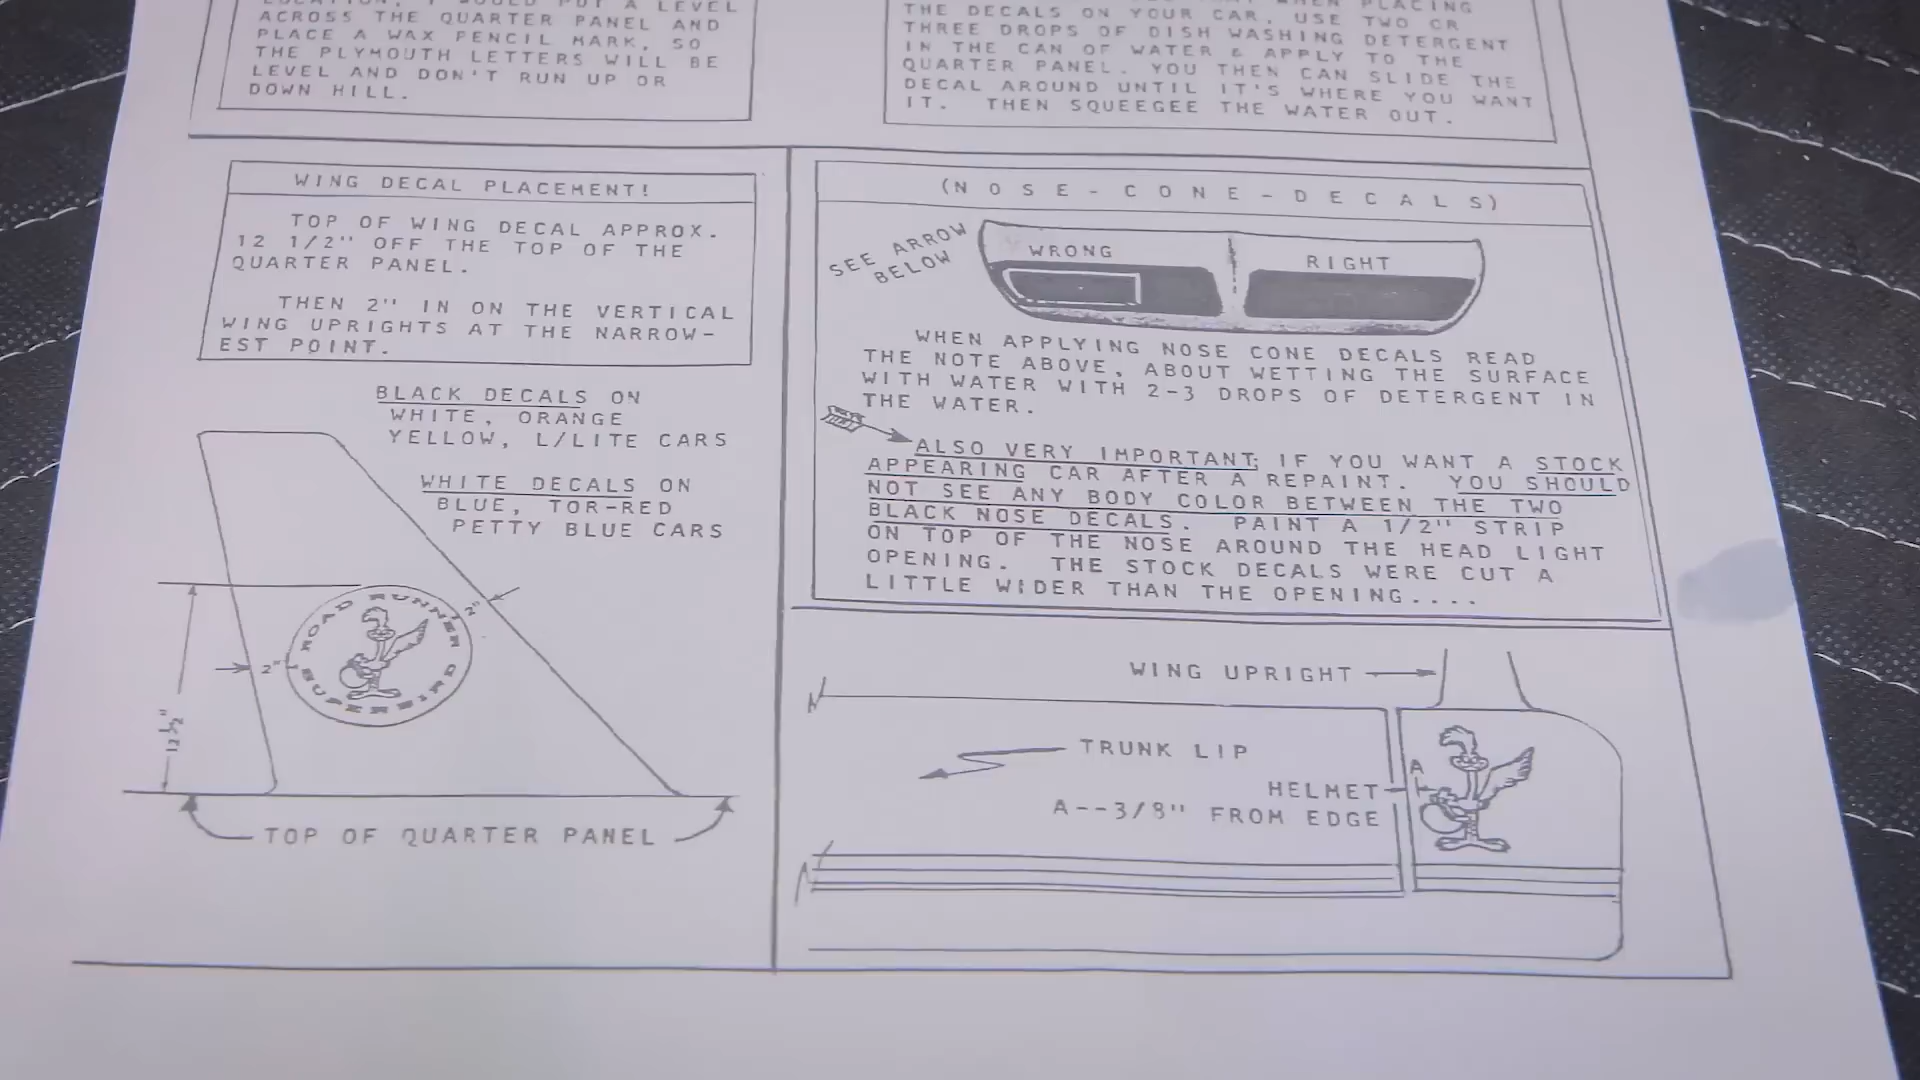 A LEVEL
ACROSS THE QUARTER PANEL AND
PLACE A WAX PENCIL MARK, SO
THE PLYMOUTH LETTERS WILL BE
LEVEL AND DON'T RUN UP OR
DOWN HILL.
PLACING
THE DECALS ON YOUR CAR, USE TWO OR
THREE DROPS OF DISH WASHING DETERGENT
IN THE CAN OF WATER & APPLY TO THE
QUARTER PANEL. YOU THEN CAN SLIDE THE
DECAL AROUND UNTIL IT'S WHERE YOU WANT
IT. THEN SQUEEGEE THE WATER OUT.
WING DECAL PLACEMENT!
TOP OF WING DECAL APPROX.
12 1/2" OFF THE TOP OF THE
QUARTER PANEL.
THEN 2" IN ON THE VERTICAL
WING UPRIGHTS AT THE NARROW-
EST POINT.
BLACK DECALS ON
WHITE, ORANGE
YELLOW, L/LITE CARS
WHITE DECALS ON
BLUE, TOR-RED
PETTY BLUE CARS
ROAD RUNNER
SUPERBIRD
2"
2"
12½"
TOP OF QUARTER PANEL
(NOSE-CONE-DECALS)
SEE ARROW
BELOW
WRONG
RIGHT
WHEN APPLYING NOSE CONE DECALS READ
THE NOTE ABOVE, ABOUT WETTING THE SURFACE
WITH WATER WITH 2-3 DROPS OF DETERGENT IN
THE WATER.
ALSO VERY IMPORTANT; IF YOU WANT A STOCK
APPEARING CAR AFTER A REPAINT. YOU SHOULD
NOT SEE ANY BODY COLOR BETWEEN THE TWO
BLACK NOSE DECALS. PAINT A 1/2" STRIP
ON TOP OF THE NOSE AROUND THE HEAD LIGHT
OPENING. THE STOCK DECALS WERE CUT A
LITTLE WIDER THAN THE OPENING....
WING UPRIGHT
TRUNK LIP
HELMET
A--3/8" FROM EDGE
A